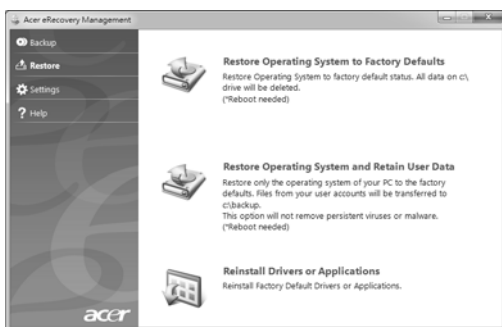 Acer eRecovery Management
Backup
Restore
Settings
Help
Restore Operating System to Factory Defaults
Restore Operating System to factory default status. All data on c:\
drive will be deleted.
(*Reboot needed)
Restore Operating System and Retain User Data
Restore only the operating system of your PC to the factory
defaults. Files from your user accounts will be transferred to
c:\backup.
This option will not remove persistent viruses or malware.
(*Reboot needed)
Reinstall Drivers or Applications
Reinstall Factory Default Drivers or Applications.
acer